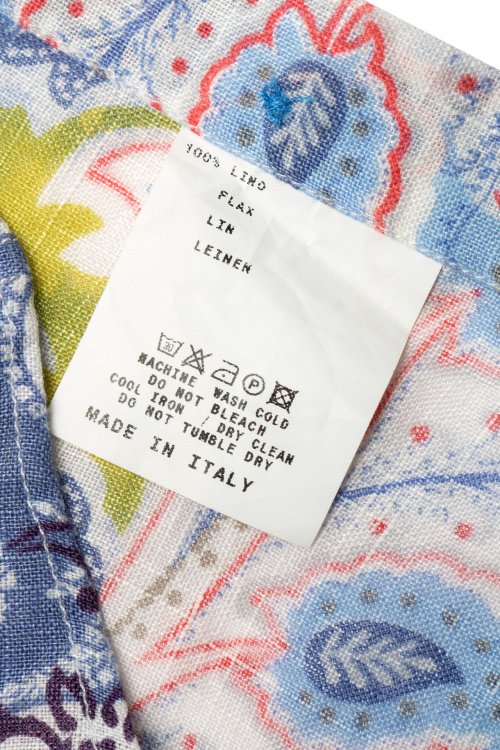 100% LINO
FLAX
LIN
LEINEN
P
MACHINE WASH COLD
DO NOT BLEACH
COOL IRON / DRY CLEAN
DO NOT TUMBLE DRY
MADE IN ITALY